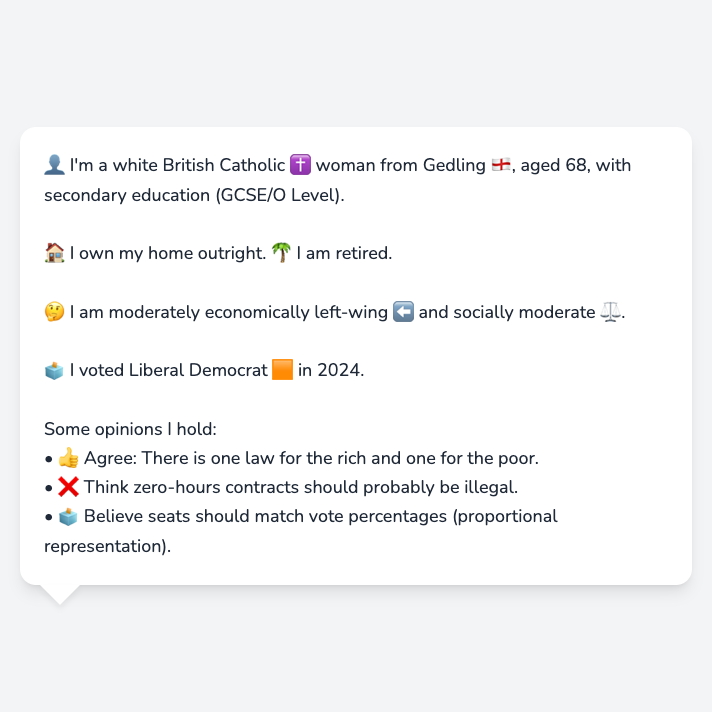 👤 I'm a white British Catholic ✝️ woman from Gedling 🏴󠁧󠁢󠁥󠁮󠁧󠁿, aged 68, with
secondary education (GCSE/O Level).
🏠 I own my home outright. 🌴 I am retired.
🤔 I am moderately economically left-wing ⬅️ and socially moderate ⚖️.
🗳️ I voted Liberal Democrat 🟧 in 2024.
Some opinions I hold:
• 👍 Agree: There is one law for the rich and one for the poor.
• ❌ Think zero-hours contracts should probably be illegal.
• 🗳️ Believe seats should match vote percentages (proportional
representation).